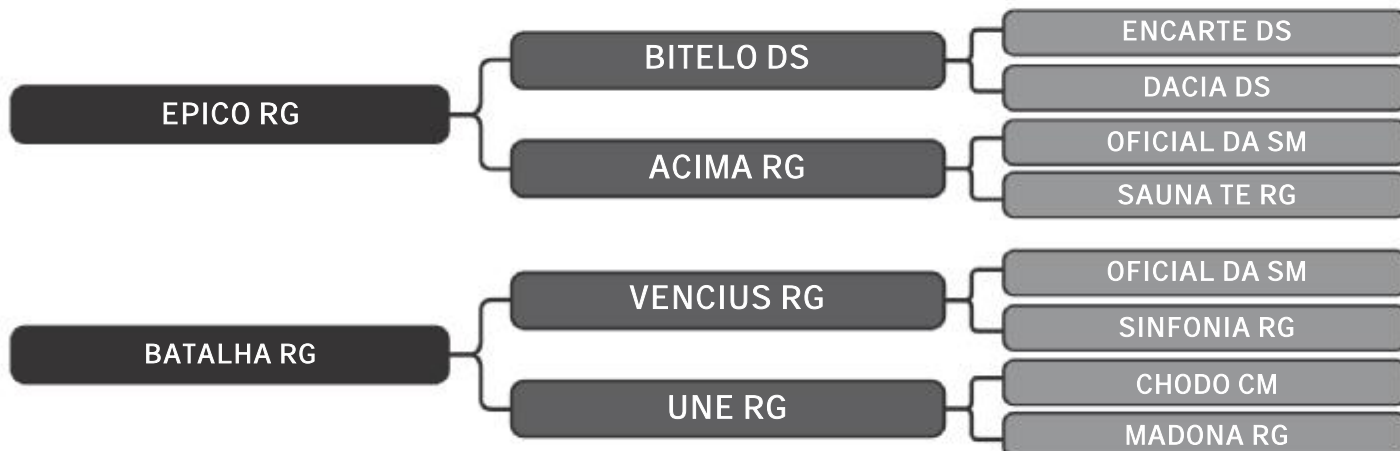 EPICO RG
BITELO DS
ENCARTE DS
DACIA DS
ACIMA RG
OFICIAL DA SM
SAUNA TE RG
BATALHA RG
VENCIUS RG
OFICIAL DA SM
SINFONIA RG
UNE RG
CHODO CM
MADONA RG